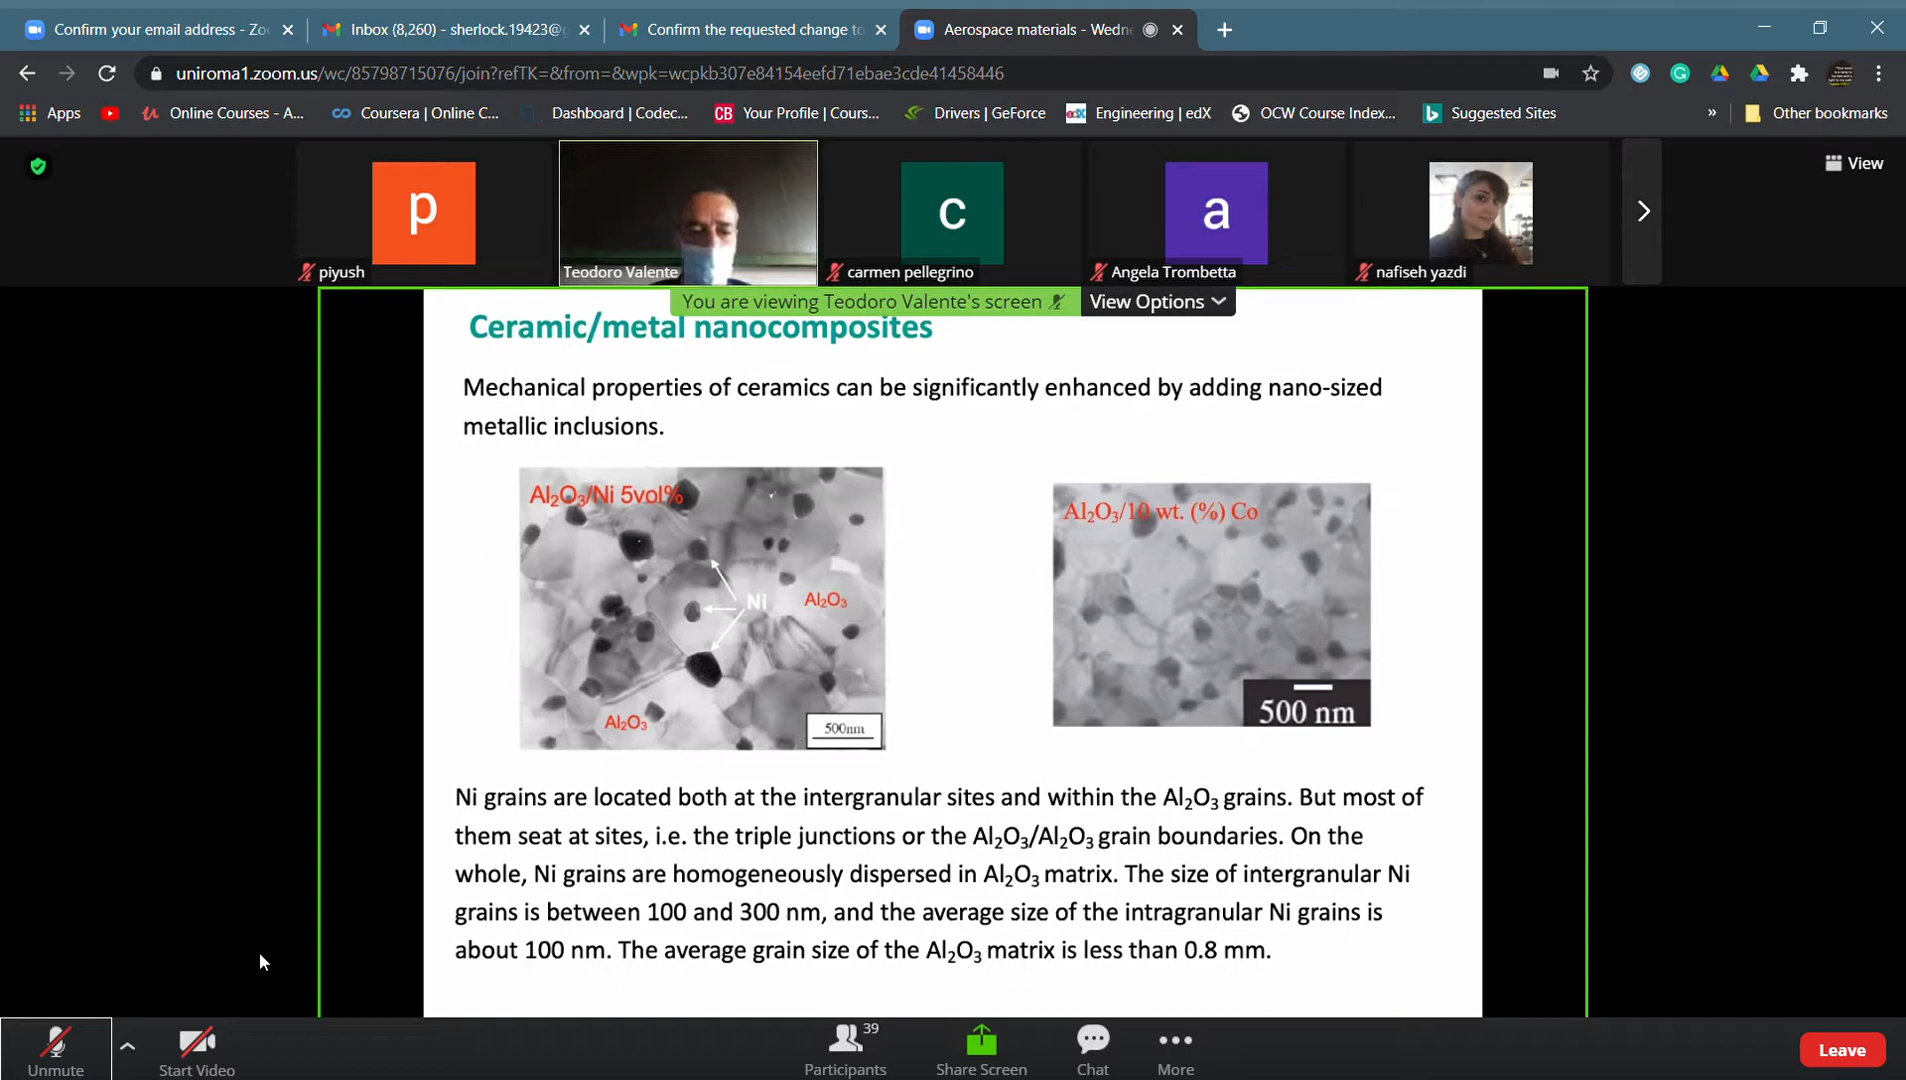 Confirm your email address - Zo
Inbox (8,260) - sherlock.19423@g
Confirm the requested change to
Aerospace materials - Wedn
uniroma1.zoom.us/wc/85798715076/join?refTK=&from=&wpk=wcpkb307e84154eefd71ebae3cde41458446
Apps
Online Courses - A...
Coursera | Online C...
Dashboard | Codec...
CB Your Profile | Cours...
Drivers | GeForce
edX Engineering | edX
OCW Course Index...
Suggested Sites
»
Other bookmarks
View
p
c
a
piyush
Teodoro Valente
carmen pellegrino
Angela Trombetta
nafiseh yazdi
You are viewing Teodoro Valente's screen
View Options
Ceramic/metal nanocomposites
Mechanical properties of ceramics can be significantly enhanced by adding nano-sized
metallic inclusions.
Al₂O₃/Ni 5vol%
Ni
Al₂O₃
Al₂O₃
500nm
Al₂O₃/10 wt. (%) Co
500 nm
Ni grains are located both at the intergranular sites and within the Al₂O₃ grains. But most of
them seat at sites, i.e. the triple junctions or the Al₂O₃/Al₂O₃ grain boundaries. On the
whole, Ni grains are homogeneously dispersed in Al₂O₃ matrix. The size of intergranular Ni
grains is between 100 and 300 nm, and the average size of the intragranular Ni grains is
about 100 nm. The average grain size of the Al₂O₃ matrix is less than 0.8 mm.
Unmute
Start Video
39
Participants
Share Screen
Chat
More
Leave